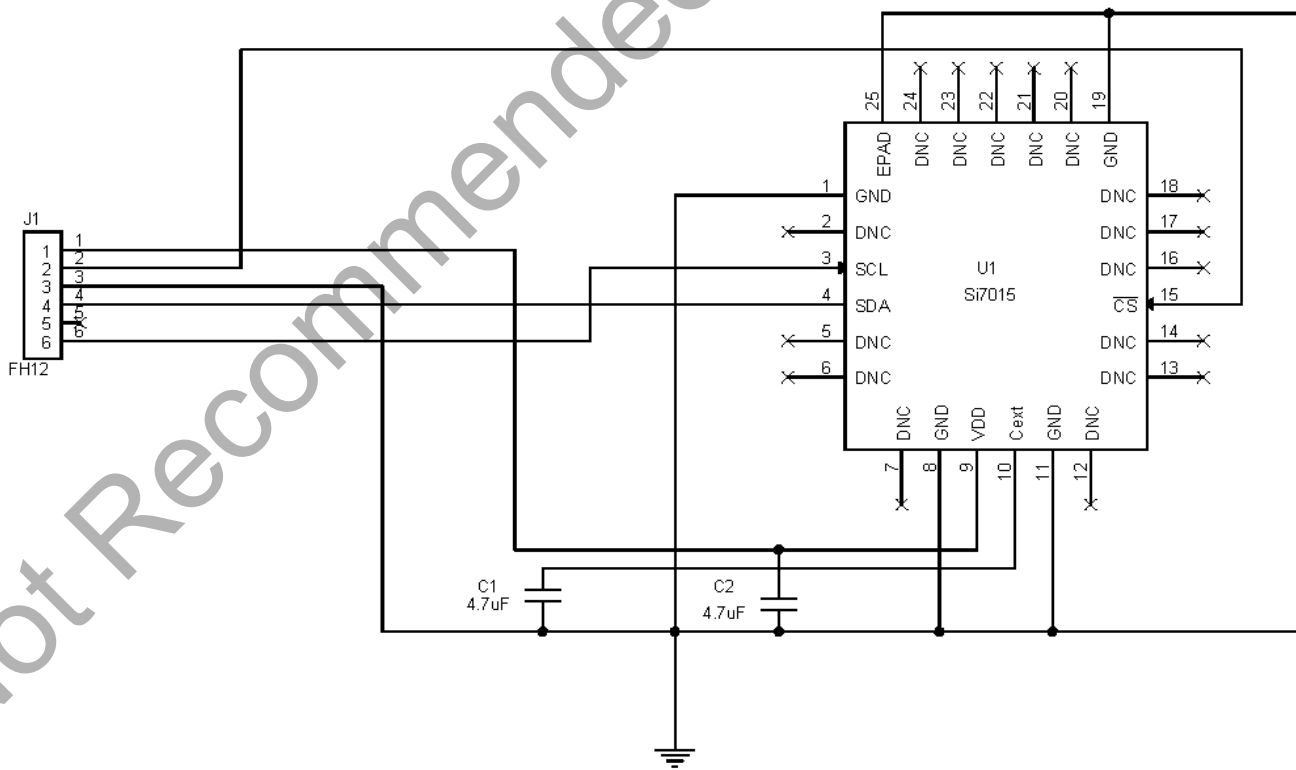 Not Recommended
J1
1
2
3
4
5
6
1
2
3
4
5
6
FH12
25
24
23
22
21
20
19
EPAD
DNC
DNC
DNC
DNC
DNC
GND
1 GND
2 DNC
3 SCL
4 SDA
5 DNC
6 DNC
U1
Si7015
DNC 18
DNC 17
DNC 16
CS 15
DNC 14
DNC 13
DNC
GND
VDD
Cext
GND
DNC
7
8
9
10
11
12
C1
4.7uF
C2
4.7uF